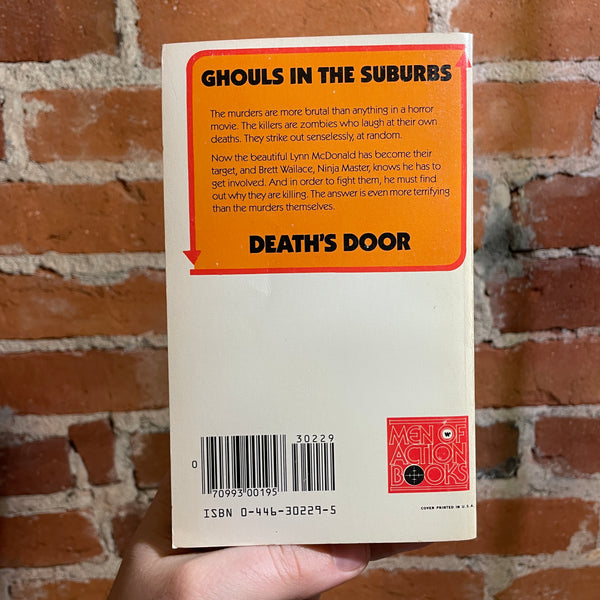 GHOULS IN THE SUBURBS
The murders are more brutal than anything in a horror
movie. The killers are zombies who laugh at their own
deaths. They strike out senselessly, at random.
Now the beautiful Lynn McDonald has become their
target, and Brett Wallace, Ninja Master, knows he has to
get involved. And in order to fight them, he must find
out why they are killing. The answer is even more terrifying
than the murders themselves.
DEATH'S DOOR
30229
0
70993 00195
ISBN 0-446-30229-5
MEN OF
ACTION
BOOKS
COVER PRINTED IN U.S.A.